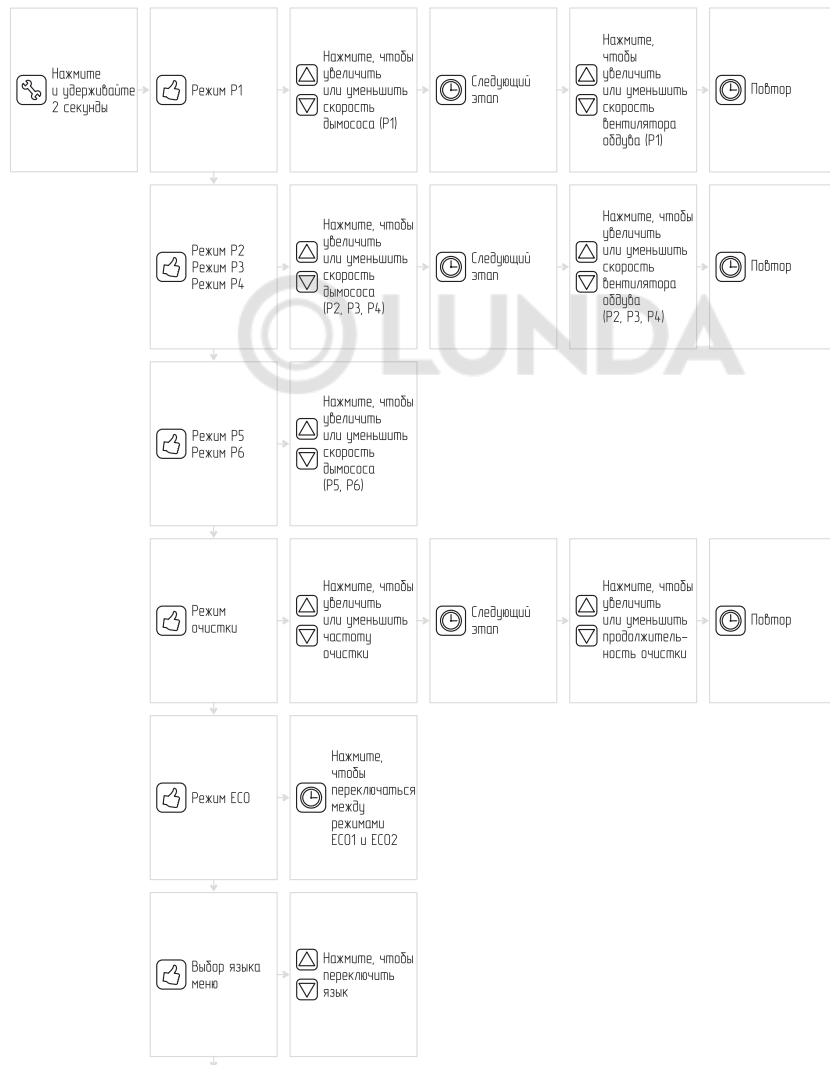 Нажмите
и удерживайте
2 секунды
Режим P1
Нажмите, чтобы
увеличить
или уменьшить
скорость
дымососа (P1)
Следующий
этап
Нажмите,
чтобы
увеличить
или уменьшить
скорость
вентилятора
обдува (P1)
Повтор
Режим P2
Режим P3
Режим P4
Нажмите, чтобы
увеличить
или уменьшить
скорость
дымососа
(P2, P3, P4)
Следующий
этап
Нажмите, чтобы
увеличить
или уменьшить
скорость
вентилятора
обдува
(P2, P3, P4)
Повтор
LUNDA
Режим P5
Режим P6
Нажмите, чтобы
увеличить
или уменьшить
скорость
дымососа
(P5, P6)
Режим
очистки
Нажмите, чтобы
увеличить
или уменьшить
частоту
очистки
Следующий
этап
Нажмите, чтобы
увеличить
или уменьшить
продолжитель-
ность очистки
Повтор
Режим ECO
Нажмите,
чтобы
переключаться
между
режимами
ECO1 и ECO2
Выбор языка
меню
Нажмите, чтобы
переключить
язык